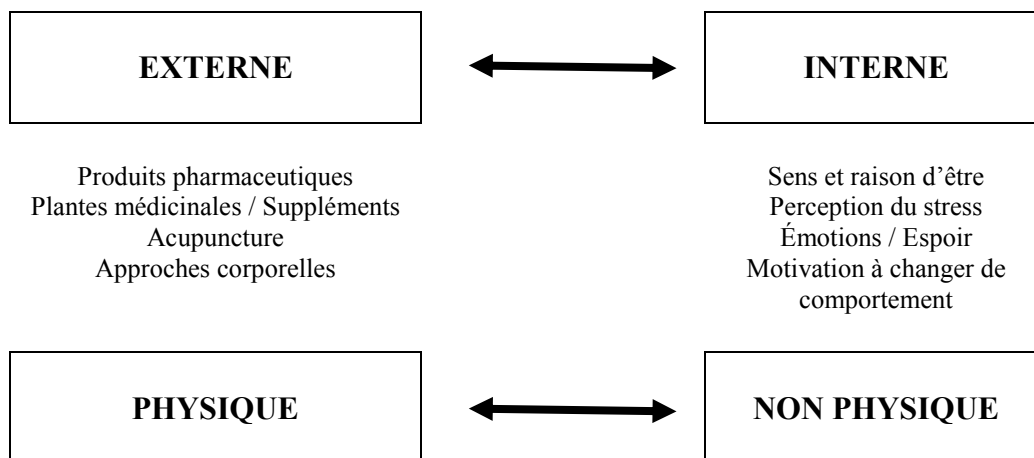 EXTERNE
INTERNE
Produits pharmaceutiques
Plantes médicinales / Suppléments
Acupuncture
Approches corporelles
Sens et raison d’être
Perception du stress
Émotions / Espoir
Motivation à changer de
comportement
PHYSIQUE
NON PHYSIQUE